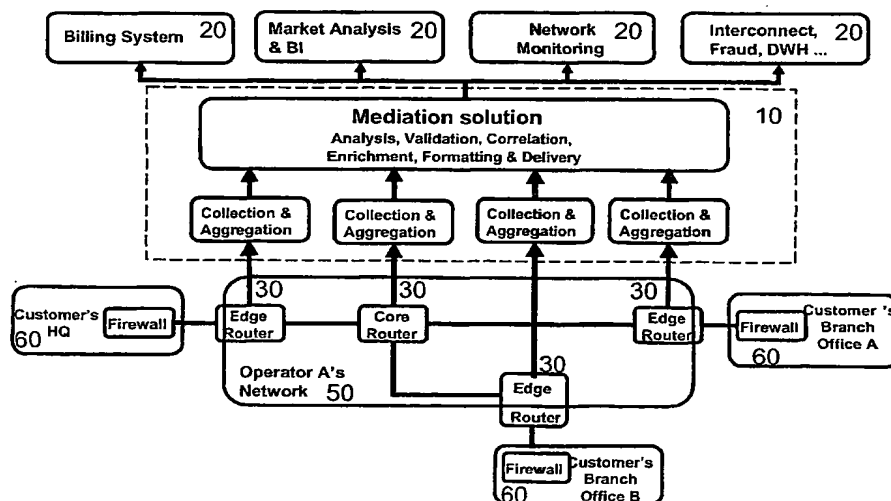 Billing System 20
Market Analysis 20
& BI
Network 20
Monitoring
Interconnect, 20
Fraud, DWH ...
10
Mediation solution
Analysis, Validation, Correlation,
Enrichment, Formatting & Delivery
Collection &
Aggregation
Collection &
Aggregation
Collection &
Aggregation
Collection &
Aggregation
30
30
30
Customer's
HQ
60
Firewall
Edge
Router
Core
Router
Edge
Router
Firewall
60
Customer 's
Branch
Office A
Operator A's
Network 50
30
Edge
Router
Firewall
60
Customer's
Branch
Office B